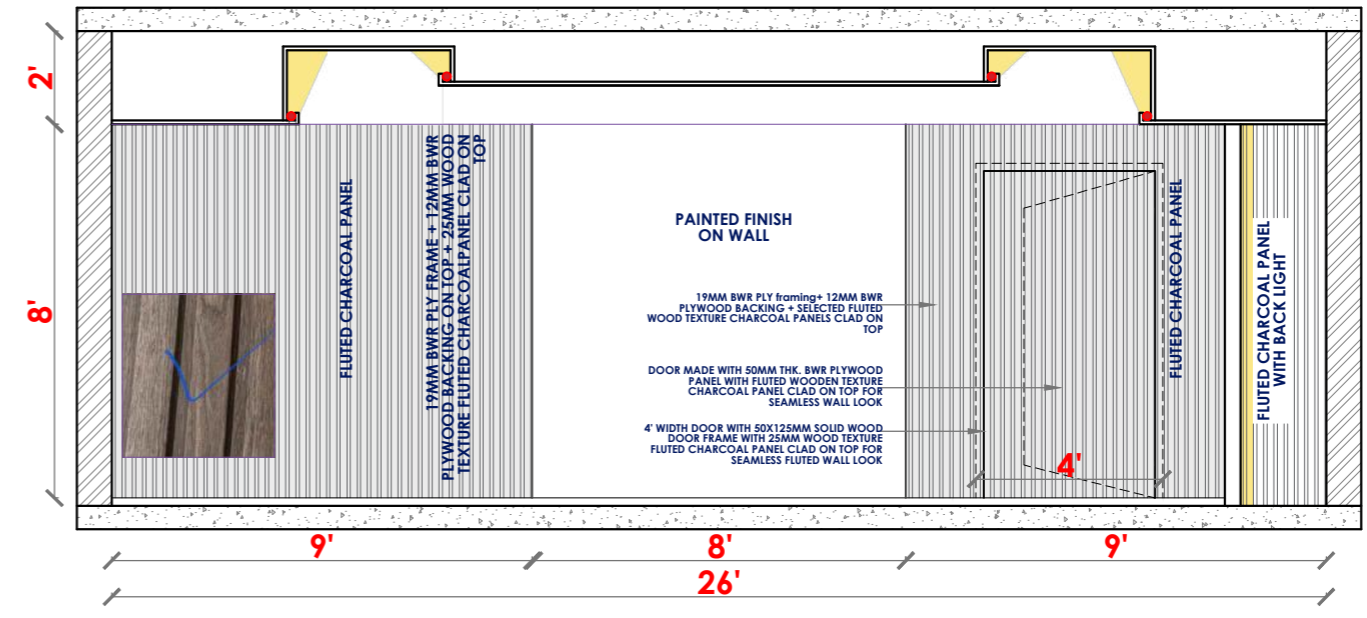 2'
8'
FLUTED CHARCOAL PANEL
19MM BWR PLY FRAME + 12MM BWR
PLYWOOD BACKING ON TOP + 25MM WOOD
TEXTURE FLUTED CHARCOALPANEL CLAD ON
TOP
PAINTED FINISH
ON WALL
19MM BWR PLY framing+ 12MM BWR
PLYWOOD BACKING + SELECTED FLUTED
WOOD TEXTURE CHARCOAL PANELS CLAD ON
TOP
DOOR MADE WITH 50MM THK. BWR PLYWOOD
PANEL WITH FLUTED WOODEN TEXTURE
CHARCOAL PANEL CLAD ON TOP FOR
SEAMLESS WALL LOOK
4' WIDTH DOOR WITH 50X125MM SOLID WOOD
DOOR FRAME WITH 25MM WOOD TEXTURE
FLUTED CHARCOAL PANEL CLAD ON TOP FOR
SEAMLESS FLUTED WALL LOOK
4'
FLUTED CHARCOAL PANEL
FLUTED CHARCOAL PANEL
WITH BACK LIGHT
9'
8'
9'
26'